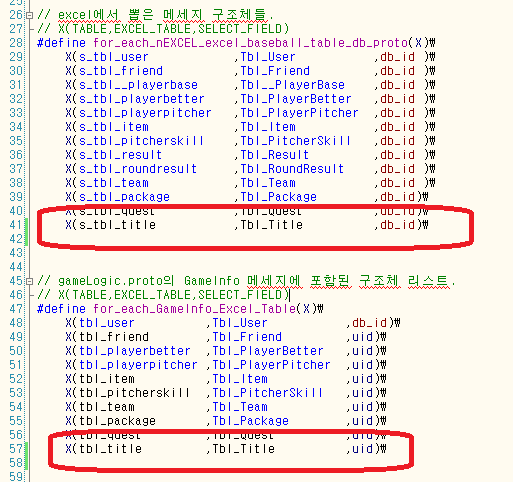 26 // excel에서 뽑은 메세지 구조체들.
27 // X(TABLE,EXCEL_TABLE,SELECT_FIELD)
28 #define for_each_nEXCEL_excel_baseball_table_db_proto(X)₩
29 X(s_tbl_user ,Tbl_User ,db_id )₩
30 X(s_tbl_friend ,Tbl_Friend ,db_id )₩
31 X(s_tbl__playerbase ,Tbl__PlayerBase ,db_id )₩
32 X(s_tbl_playerbetter ,Tbl_PlayerBetter ,db_id )₩
33 X(s_tbl_playerpitcher ,Tbl_PlayerPitcher ,db_id )₩
34 X(s_tbl_item ,Tbl_Item ,db_id )₩
35 X(s_tbl_pitcherskill ,Tbl_PitcherSkill ,db_id )₩
36 X(s_tbl_result ,Tbl_Result ,db_id )₩
37 X(s_tbl_roundresult ,Tbl_RoundResult ,db_id )₩
38 X(s_tbl_team ,Tbl_Team ,db_id )₩
39 X(s_tbl_package ,Tbl_Package ,db_id)₩
40 X(s_tbl_quest ,Tbl_Quest ,db_id)₩
41 X(s_tbl_title ,Tbl_Title ,db_id)₩
42
43
44
45 // gameLogic.proto의 GameInfo 메세지에 포함된 구조체 리스트.
46 // X(TABLE,EXCEL_TABLE,SELECT_FIELD)
47 #define for_each_GameInfo_Excel_Table(X)₩
48 X(tbl_user ,Tbl_User ,db_id)₩
49 X(tbl_friend ,Tbl_Friend ,uid)₩
50 X(tbl_playerbetter ,Tbl_PlayerBetter ,uid)₩
51 X(tbl_playerpitcher ,Tbl_PlayerPitcher ,uid)₩
52 X(tbl_item ,Tbl_Item ,uid)₩
53 X(tbl_pitcherskill ,Tbl_PitcherSkill ,uid)₩
54 X(tbl_team ,Tbl_Team ,uid)₩
55 X(tbl_package ,Tbl_Package ,uid)₩
56 X(tbl_quest ,Tbl_Quest ,uid)₩
57 X(tbl_title ,Tbl_Title ,uid)₩
58